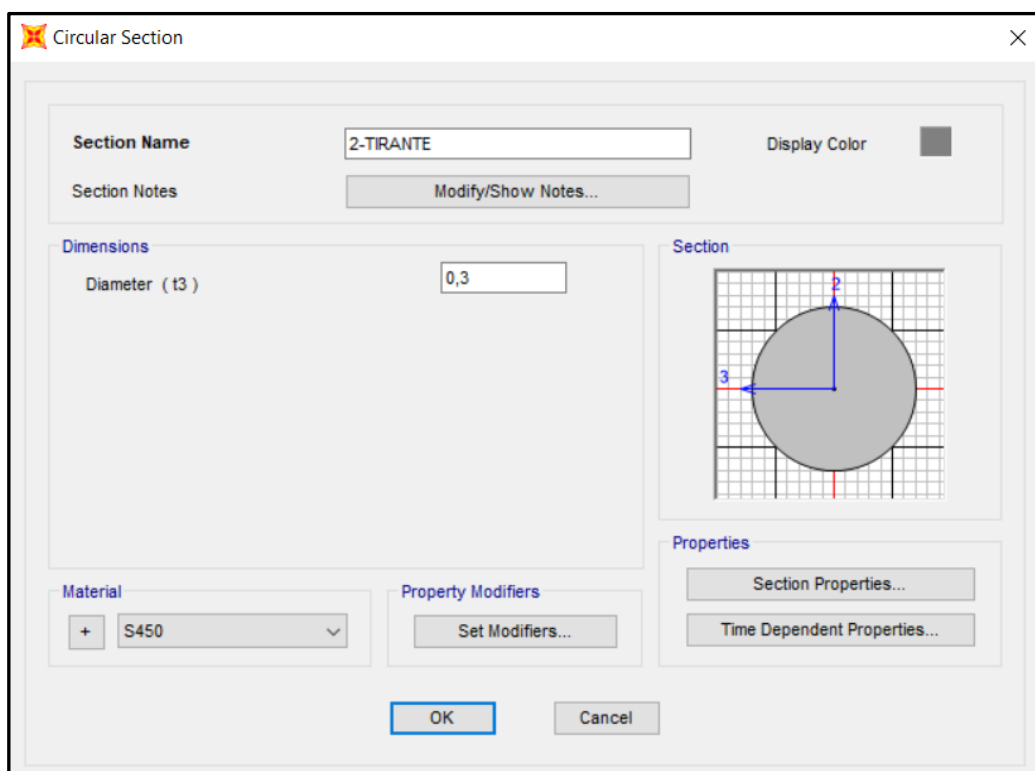 Circular Section
Section Name 2-TIRANTE Display Color
Section Notes Modify/Show Notes...
Dimensions
Diameter ( t3 ) 0,3
Section
2
3
Properties
Section Properties...
Time Dependent Properties...
Material
+ S450
Property Modifiers
Set Modifiers...
OK Cancel